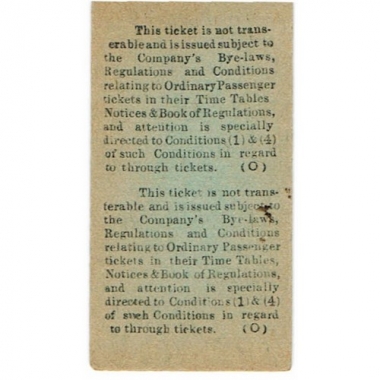 This ticket is not trans-
erable and is issued subject to
the Company's Bye-laws,
Regulations and Conditions
relating to Ordinary Passenger
tickets in their Time Tables
Notices & Book of Regulations,
and attention is specially
directed to Conditions (1) & (4)
of such Conditions in regard
to through tickets. (O)
This ticket is not trans-
terable and is issued subject to
the Company's Bye-laws,
Regulations and Conditions
relating to Ordinary Passenger
tickets in their Time Tables,
Notices & Book of Regulations,
and attention is specially
directed to Conditions (1) & (4)
of such Conditions in regard
to through tickets. (O)